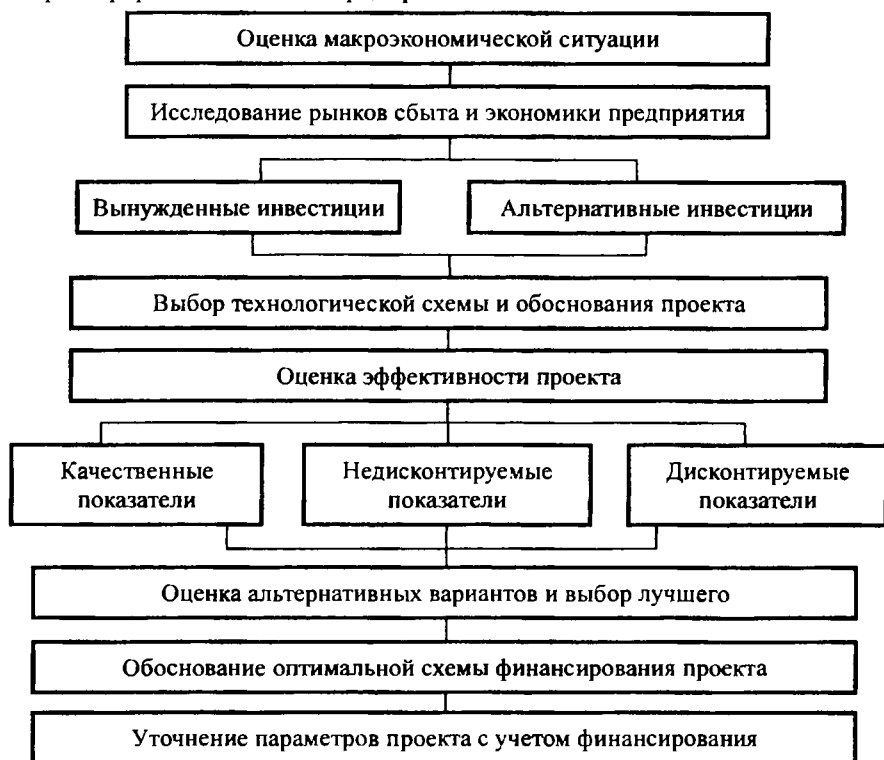 Оценка макроэкономической ситуации
Исследование рынков сбыта и экономики предприятия
Вынужденные инвестиции
Альтернативные инвестиции
Выбор технологической схемы и обоснования проекта
Оценка эффективности проекта
Качественные
показатели
Недисконтируемые
показатели
Дисконтируемые
показатели
Оценка альтернативных вариантов и выбор лучшего
Обоснование оптимальной схемы финансирования проекта
Уточнение параметров проекта с учетом финансирования